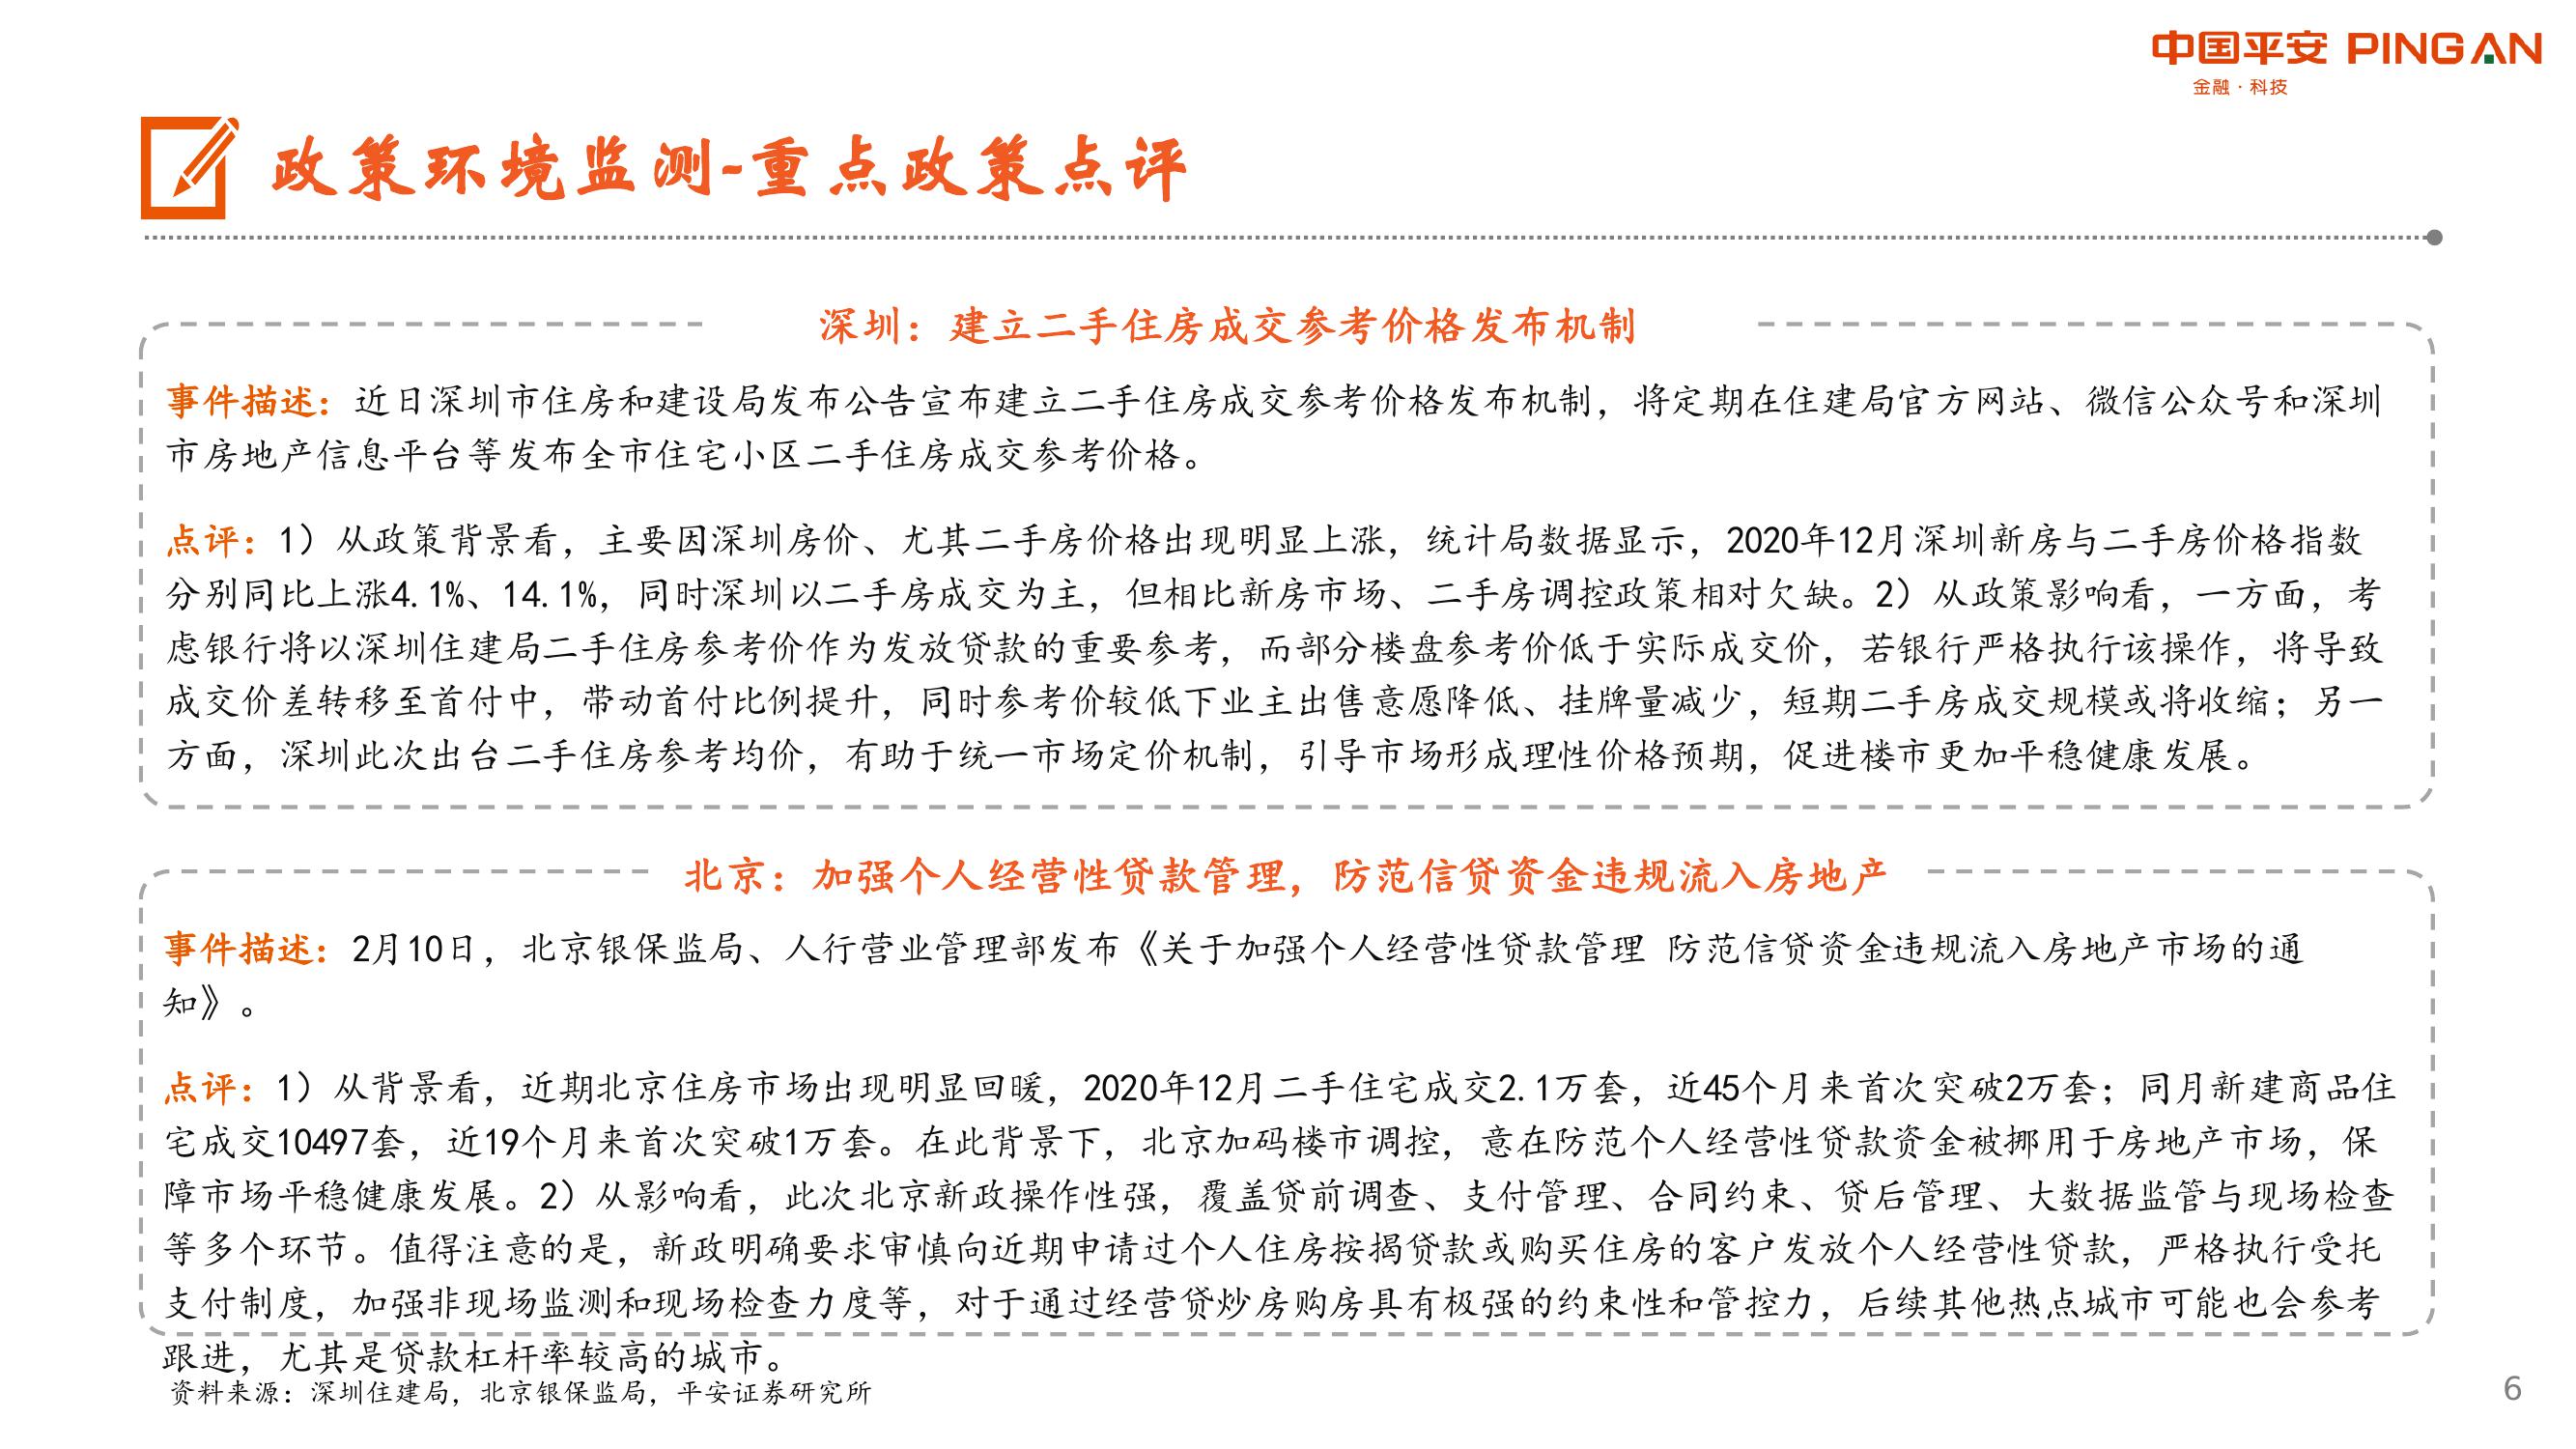 中国平安 PINGAN
金融·科技
政策环境监测-重点政策点评
深圳：建立二手住房成交参考价格发布机制
事件描述：近日深圳市住房和建设局发布公告宣布建立二手住房成交参考价格发布机制，将定期在住建局官方网站、微信公众号和深圳
市房地产信息平台等发布全市住宅小区二手住房成交参考价格。
点评：1）从政策背景看，主要因深圳房价、尤其二手房价格出现明显上涨，统计局数据显示，2020年12月深圳新房与二手房价格指数
分别同比上涨4.1%、14.1%，同时深圳以二手房成交为主，但相比新房市场、二手房调控政策相对欠缺。2）从政策影响看，一方面，考
虑银行将以深圳住建局二手住房参考价作为发放贷款的重要参考，而部分楼盘参考价低于实际成交价，若银行严格执行该操作，将导致
成交价差转移至首付中，带动首付比例提升，同时参考价较低下业主出售意愿降低、挂牌量减少，短期二手房成交规模或将收缩；另一
方面，深圳此次出台二手住房参考均价，有助于统一市场定价机制，引导市场形成理性价格预期，促进楼市更加平稳健康发展。
北京：加强个人经营性贷款管理，防范信贷资金违规流入房地产
事件描述：2月10日，北京银保监局、人行营业管理部发布《关于加强个人经营性贷款管理 防范信贷资金违规流入房地产市场的通
知》。
点评：1）从背景看，近期北京住房市场出现明显回暖，2020年12月二手住宅成交2.1万套，近45个月来首次突破2万套；同月新建商品住
宅成交10497套，近19个月来首次突破1万套。在此背景下，北京加码楼市调控，意在防范个人经营性贷款资金被挪用于房地产市场，保
障市场平稳健康发展。2）从影响看，此次北京新政操作性强，覆盖贷前调查、支付管理、合同约束、贷后管理、大数据监管与现场检查
等多个环节。值得注意的是，新政明确要求审慎向近期申请过个人住房按揭贷款或购买住房的客户发放个人经营性贷款，严格执行受托
支付制度，加强非现场监测和现场检查力度等，对于通过经营贷炒房购房具有极强的约束性和管控力，后续其他热点城市可能也会参考
跟进，尤其是贷款杠杆率较高的城市。
资料来源：深圳住建局，北京银保监局，平安证券研究所
6